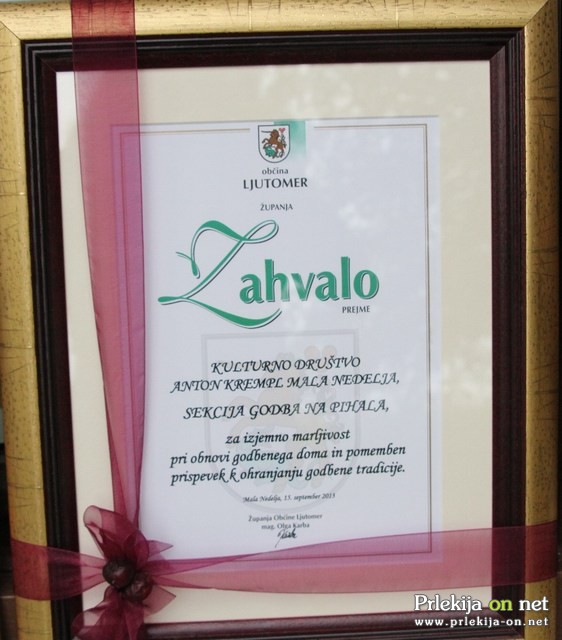 občina
LJUTOMER
ŽUPANJA
Zahvalo
PREJME
KULTURNO DRUŠTVO
ANTON KREMPL MALA NEDELJA,
SEKCIJA GODBA NA PIHALA,
za izjemno marljivost
pri obnovi godbenega doma in pomemben
prispevek k ohranjanju godbene tradicije.
Mala Nedelja, 15. september 2013
Županja Občine Ljutomer
mag. Olga Karba
Prlekija on net
www.prlekija-on.net